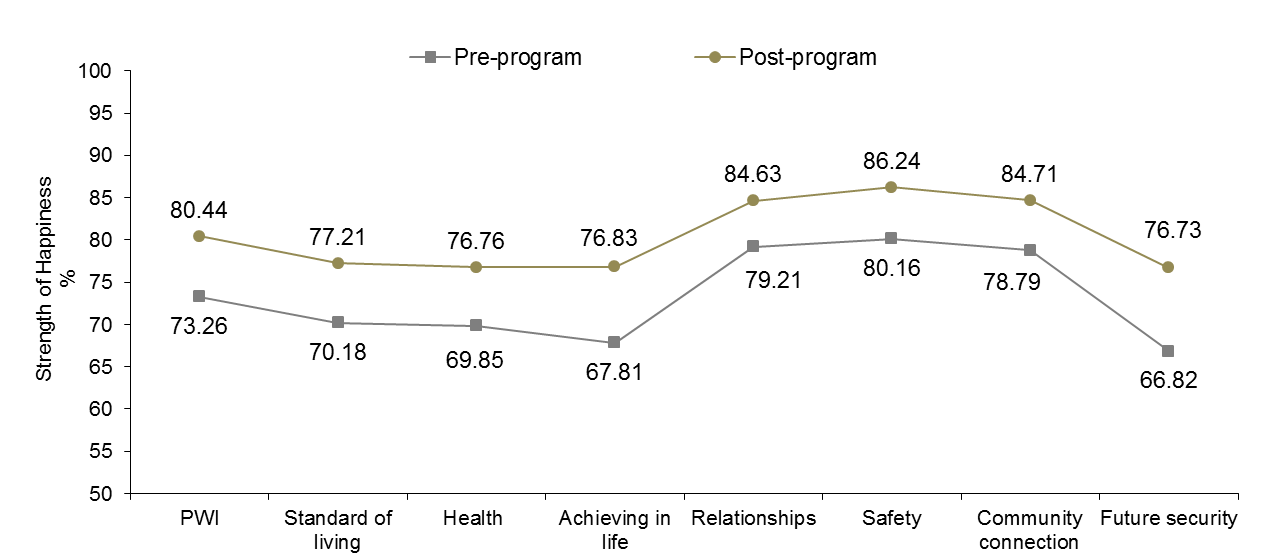 Pre-program
Post-program
Strength of Happiness
%
100
95
90
85
80
75
70
65
60
55
50
80.44
77.21
76.76
76.83
84.63
86.24
84.71
76.73
73.26
70.18
69.85
67.81
79.21
80.16
78.79
66.82
PWI
Standard of
living
Health
Achieving in
life
Relationships
Safety
Community
connection
Future security